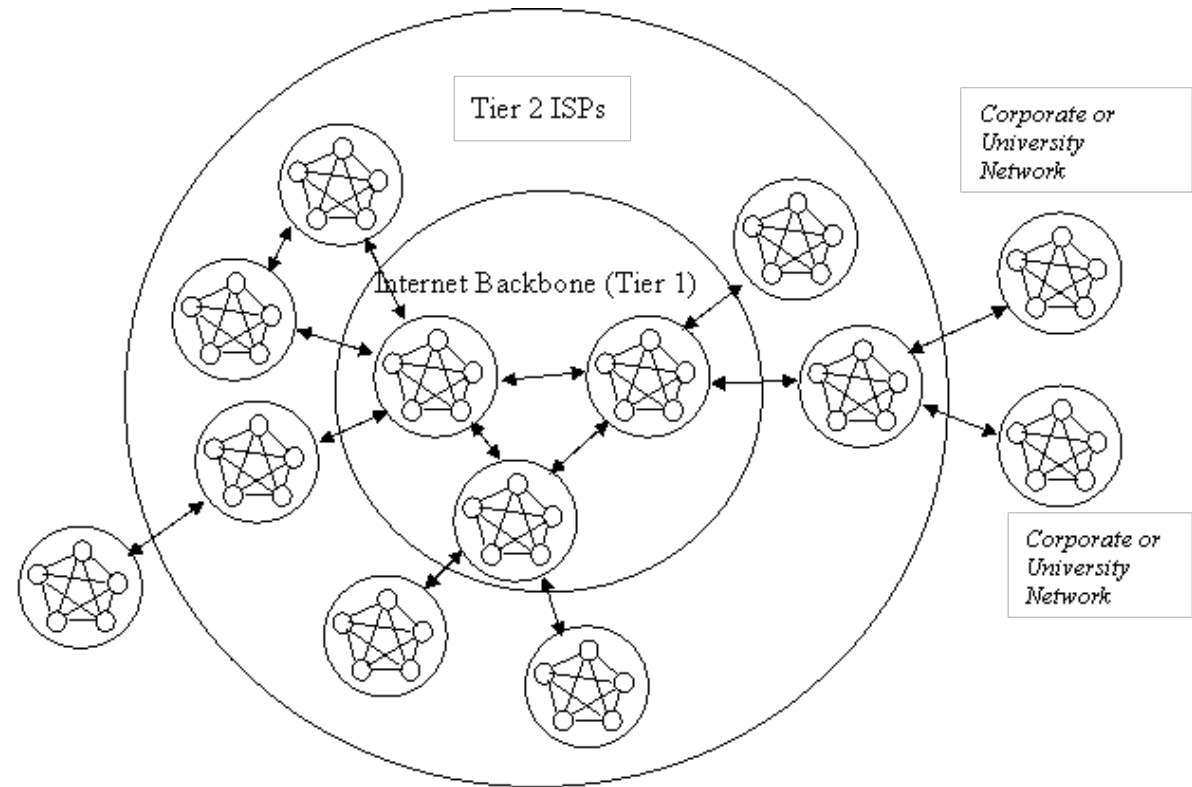 Tier 2 ISPs
Corporate or
University
Network
Internet Backbone (Tier 1)
Corporate or
University
Network